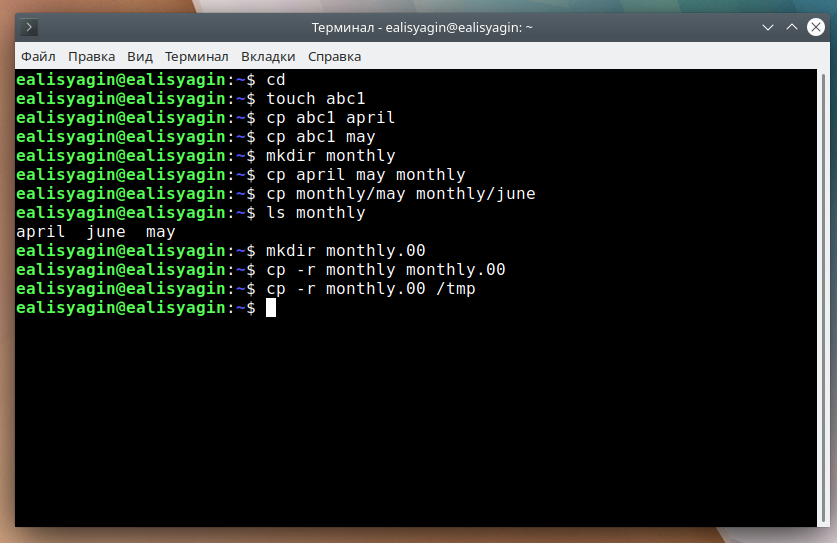 Терминал - ealisyagin@ealisyagin: ~
Файл Правка Вид Терминал Вкладки Справка
ealisyagin@ealisyagin:~$ cd
ealisyagin@ealisyagin:~$ touch abc1
ealisyagin@ealisyagin:~$ cp abc1 april
ealisyagin@ealisyagin:~$ cp abc1 may
ealisyagin@ealisyagin:~$ mkdir monthly
ealisyagin@ealisyagin:~$ cp april may monthly
ealisyagin@ealisyagin:~$ cp monthly/may monthly/june
ealisyagin@ealisyagin:~$ ls monthly
april  june  may
ealisyagin@ealisyagin:~$ mkdir monthly.00
ealisyagin@ealisyagin:~$ cp -r monthly monthly.00
ealisyagin@ealisyagin:~$ cp -r monthly.00 /tmp
ealisyagin@ealisyagin:~$